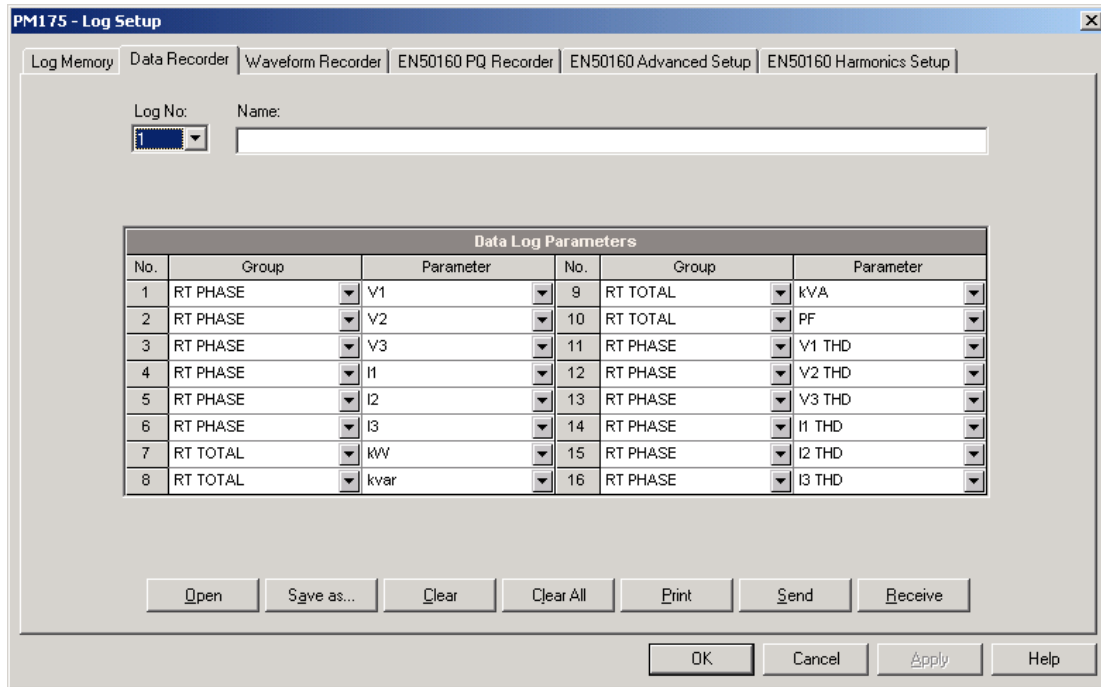 PM175 - Log Setup
Log Memory Data Recorder Waveform Recorder EN50160 PQ Recorder EN50160 Advanced Setup EN50160 Harmonics Setup
Log No: Name:
1
Data Log Parameters
No. Group Parameter No. Group Parameter
1 RT PHASE V1 9 RT TOTAL kVA
2 RT PHASE V2 10 RT TOTAL PF
3 RT PHASE V3 11 RT PHASE V1 THD
4 RT PHASE I1 12 RT PHASE V2 THD
5 RT PHASE I2 13 RT PHASE V3 THD
6 RT PHASE I3 14 RT PHASE I1 THD
7 RT TOTAL kW 15 RT PHASE I2 THD
8 RT TOTAL kvar 16 RT PHASE I3 THD
Open Save as... Clear Clear All Print Send Receive
OK Cancel Apply Help